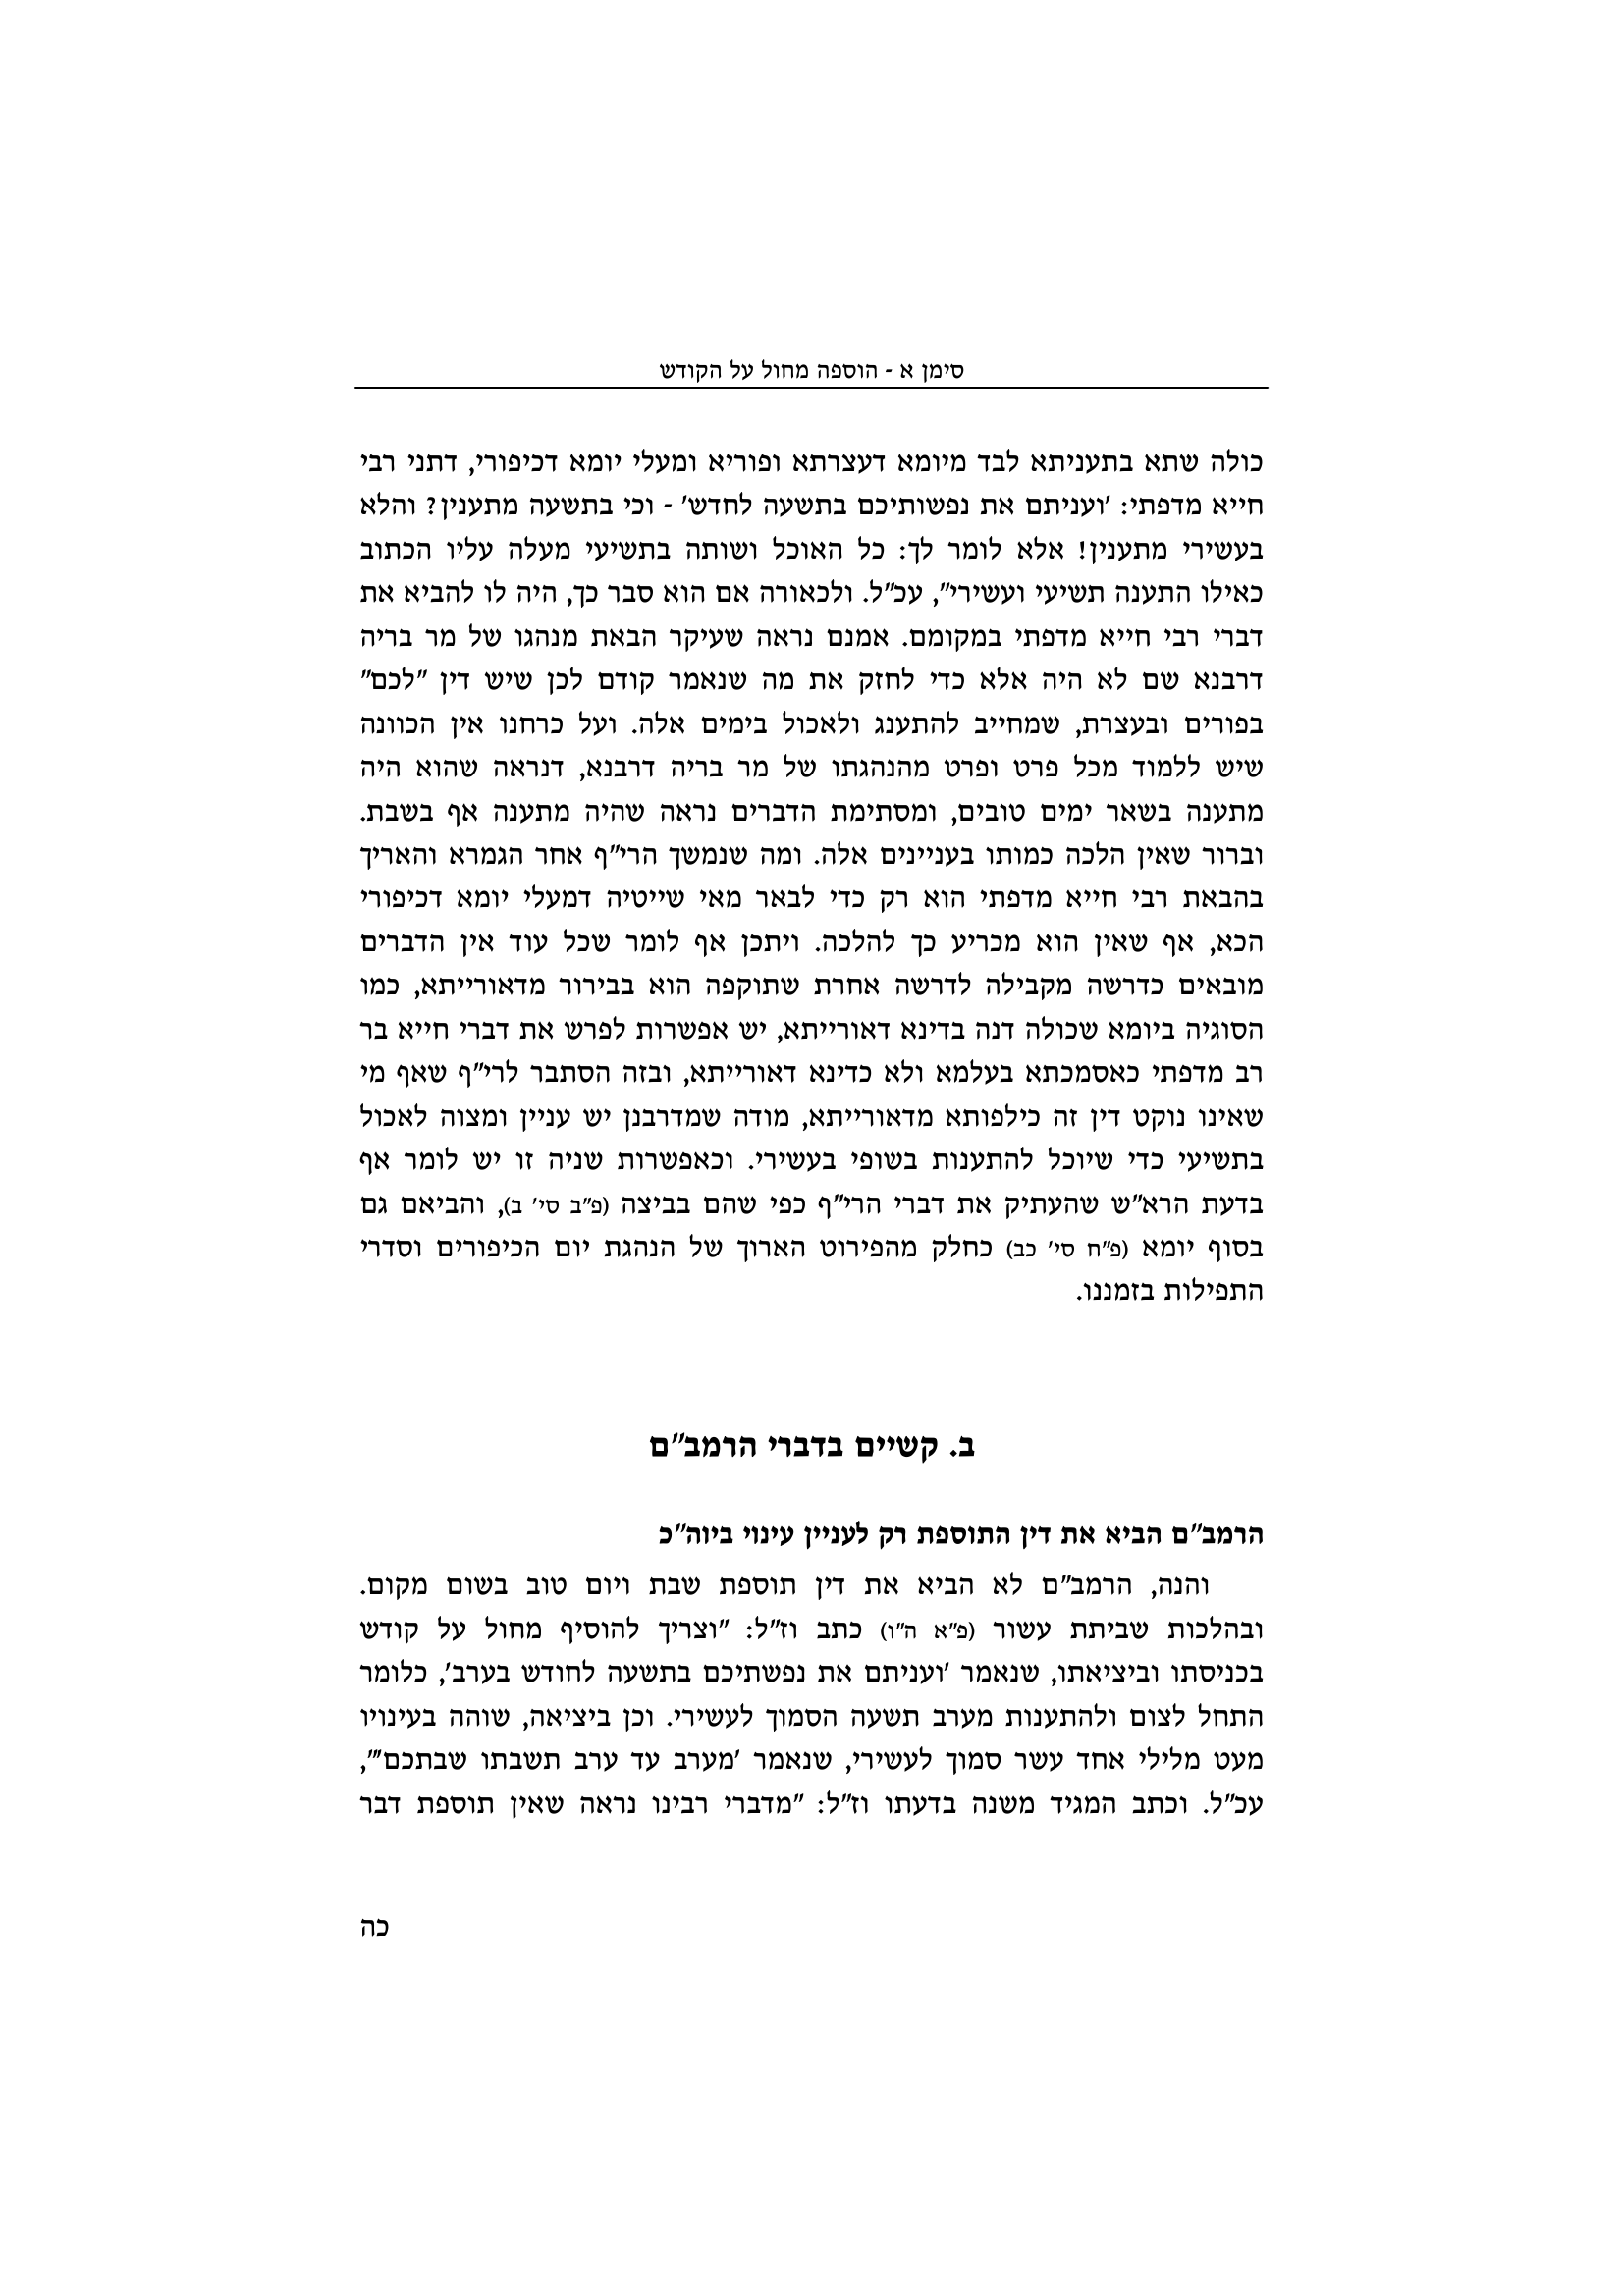 סימן א - הוספה מחול על הקודש
כולה שתא בתעניתא לבד מיומא דעצרתא ופוריא ומעלי יומא דכיפורי, דתני רבי
חייא מדפתי: 'ועניתם את נפשותיכם בתשעה לחדש' - וכי בתשעה מתענין? והלא
בעשירי מתענין! אלא לומר לך: כל האוכל ושותה בתשיעי מעלה עליו הכתוב
כאילו התענה תשיעי ועשירי", עכ"ל. ולכאורה אם הוא סבר כך, היה לו להביא את
דברי רבי חייא מדפתי במקומם. אמנם נראה שעיקר הבאת מנהגו של מר בריה
דרבנא שם לא היה אלא כדי לחזק את מה שנאמר קודם לכן שיש דין "לכם"
בפורים ובעצרת, שמחייב להתענג ולאכול בימים אלה. ועל כרחנו אין הכוונה
שיש ללמוד מכל פרט ופרט מהנהגתו של מר בריה דרבנא, דנראה שהוא היה
מתענה בשאר ימים טובים, ומסתימת הדברים נראה שהיה מתענה אף בשבת.
וברור שאין הלכה כמותו בעניינים אלה. ומה שנמשך הרי"ף אחר הגמרא והאריך
בהבאת רבי חייא מדפתי הוא רק כדי לבאר מאי שייטיה דמעלי יומא דכיפורי
הכא, אף שאין הוא מכריע כך להלכה. ויתכן אף לומר שכל עוד אין הדברים
מובאים כדרשה מקבילה לדרשה אחרת שתוקפה הוא בבירור מדאורייתא, כמו
הסוגיה ביומא שכולה דנה בדינא דאורייתא, יש אפשרות לפרש את דברי חייא בר
רב מדפתי כאסמכתא בעלמא ולא כדינא דאורייתא, ובזה הסתבר לרי"ף שאף מי
שאינו נוקט דין זה כילפותא מדאורייתא, מודה שמדרבנן יש עניין ומצוה לאכול
בתשיעי כדי שיוכל להתענות בשופי בעשירי. וכאפשרות שניה זו יש לומר אף
בדעת הרא"ש שהעתיק את דברי הרי"ף כפי שהם בביצה (פ"ב סי' ב), והביאם גם
בסוף יומא (פ"ח סי' כב) כחלק מהפירוט הארוך של הנהגת יום הכיפורים וסדרי
התפילות בזמננו.
ב. קשיים בדברי הרמב"ם
הרמב"ם הביא את דין התוספת רק לעניין עינוי ביוה"כ
והנה, הרמב"ם לא הביא את דין תוספת שבת ויום טוב בשום מקום.
ובהלכות שביתת עשור (פ"א ה"ו) כתב וז"ל: "וצריך להוסיף מחול על קודש
בכניסתו וביציאתו, שנאמר 'ועניתם את נפשתיכם בתשעה לחודש בערב', כלומר
התחל לצום ולהתענות מערב תשעה הסמוך לעשירי. וכן ביציאה, שוהה בעינויו
מעט מלילי אחד עשר סמוך לעשירי, שנאמר 'מערב עד ערב תשבתו שבתכם'",
עכ"ל. וכתב המגיד משנה בדעתו וז"ל: "מדברי רבינו נראה שאין תוספת דבר
כה